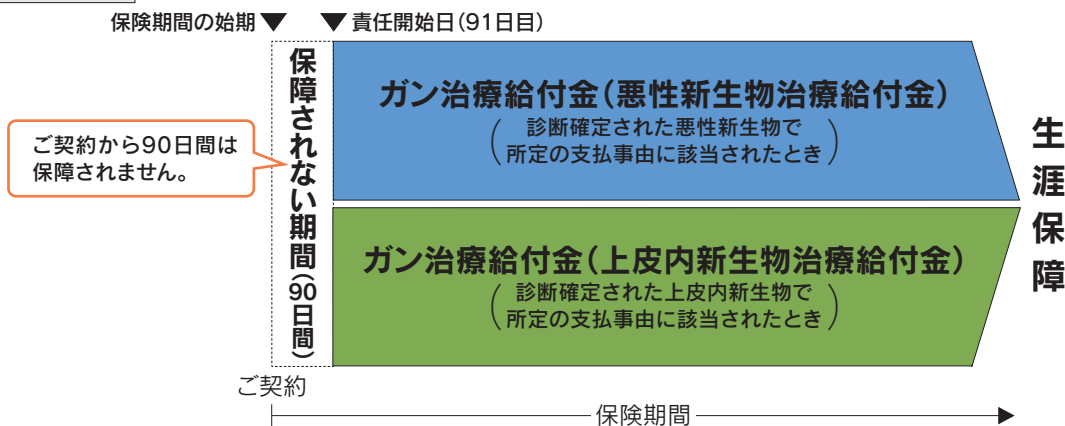 保険期間の始期▼ ▼責任開始日(91日目)
ご契約から90日間は
保障されません。
保障されない期間(90日間)
ガン治療給付金(悪性新生物治療給付金)
(診断確定された悪性新生物で
所定の支払事由に該当されたとき)
ガン治療給付金(上皮内新生物治療給付金)
(診断確定された上皮内新生物で
所定の支払事由に該当されたとき)
生涯保障
ご契約
保険期間